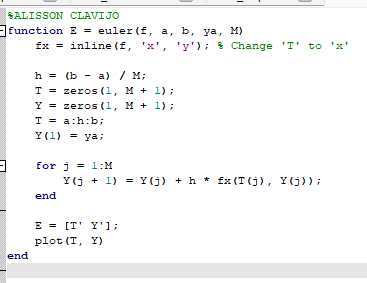 %ALISSON CLAVIJO
function E = euler(f, a, b, ya, M)
fx = inline(f, 'x', 'y'); % Change 'T' to 'x'
h = (b - a) / M;
T = zeros(1, M + 1);
Y = zeros(1, M + 1);
T = a:h:b;
Y(1) = ya;
for j = 1:M
Y(j + 1) = Y(j) + h * fx(T(j), Y(j));
end
E = [T' Y'];
plot(T, Y)
end